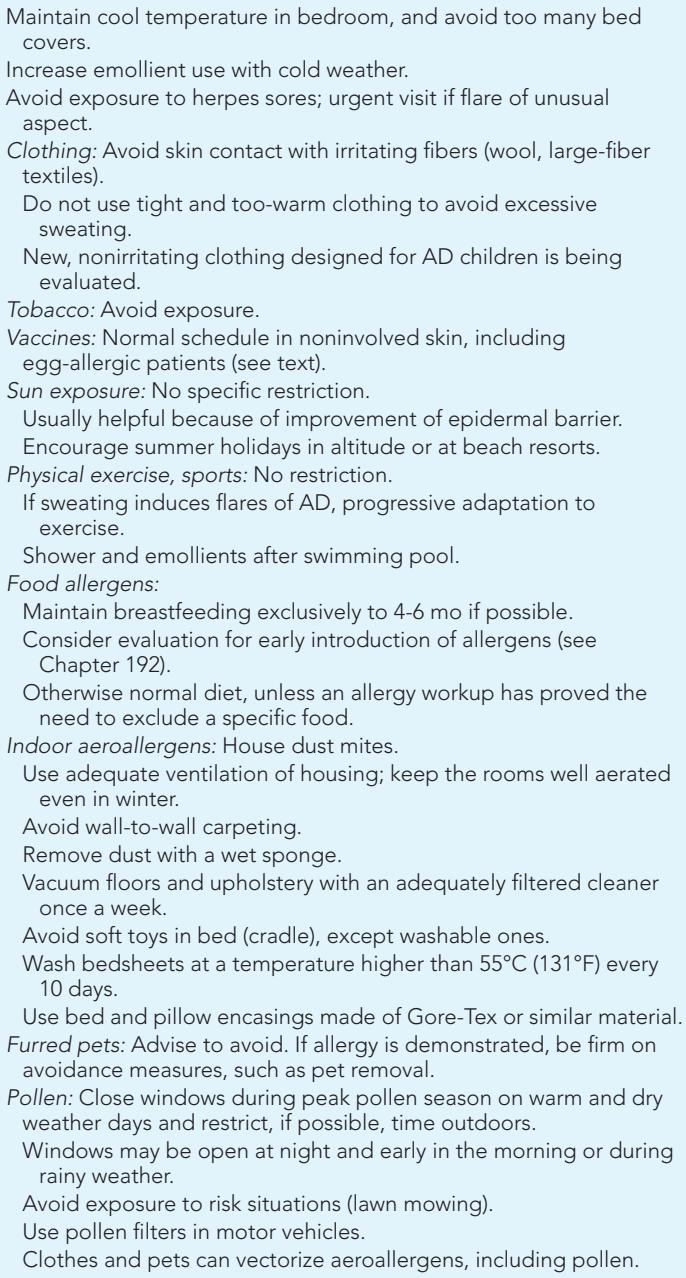 Maintain cool temperature in bedroom, and avoid too many bed
covers.
Increase emollient use with cold weather.
Avoid exposure to herpes sores; urgent visit if flare of unusual
aspect.
Clothing: Avoid skin contact with irritating fibers (wool, large-fiber
textiles).
Do not use tight and too-warm clothing to avoid excessive
sweating.
New, nonirritating clothing designed for AD children is being
evaluated.
Tobacco: Avoid exposure.
Vaccines: Normal schedule in noninvolved skin, including
egg-allergic patients (see text).
Sun exposure: No specific restriction.
Usually helpful because of improvement of epidermal barrier.
Encourage summer holidays in altitude or at beach resorts.
Physical exercise, sports: No restriction.
If sweating induces flares of AD, progressive adaptation to
exercise.
Shower and emollients after swimming pool.
Food allergens:
Maintain breastfeeding exclusively to 4-6 mo if possible.
Consider evaluation for early introduction of allergens (see
Chapter 192).
Otherwise normal diet, unless an allergy workup has proved the
need to exclude a specific food.
Indoor aeroallergens: House dust mites.
Use adequate ventilation of housing; keep the rooms well aerated
even in winter.
Avoid wall-to-wall carpeting.
Remove dust with a wet sponge.
Vacuum floors and upholstery with an adequately filtered cleaner
once a week.
Avoid soft toys in bed (cradle), except washable ones.
Wash bedsheets at a temperature higher than 55°C (131°F) every
10 days.
Use bed and pillow encasings made of Gore-Tex or similar material.
Furred pets: Advise to avoid. If allergy is demonstrated, be firm on
avoidance measures, such as pet removal.
Pollen: Close windows during peak pollen season on warm and dry
weather days and restrict, if possible, time outdoors.
Windows may be open at night and early in the morning or during
rainy weather.
Avoid exposure to risk situations (lawn mowing).
Use pollen filters in motor vehicles.
Clothes and pets can vectorize aeroallergens, including pollen.